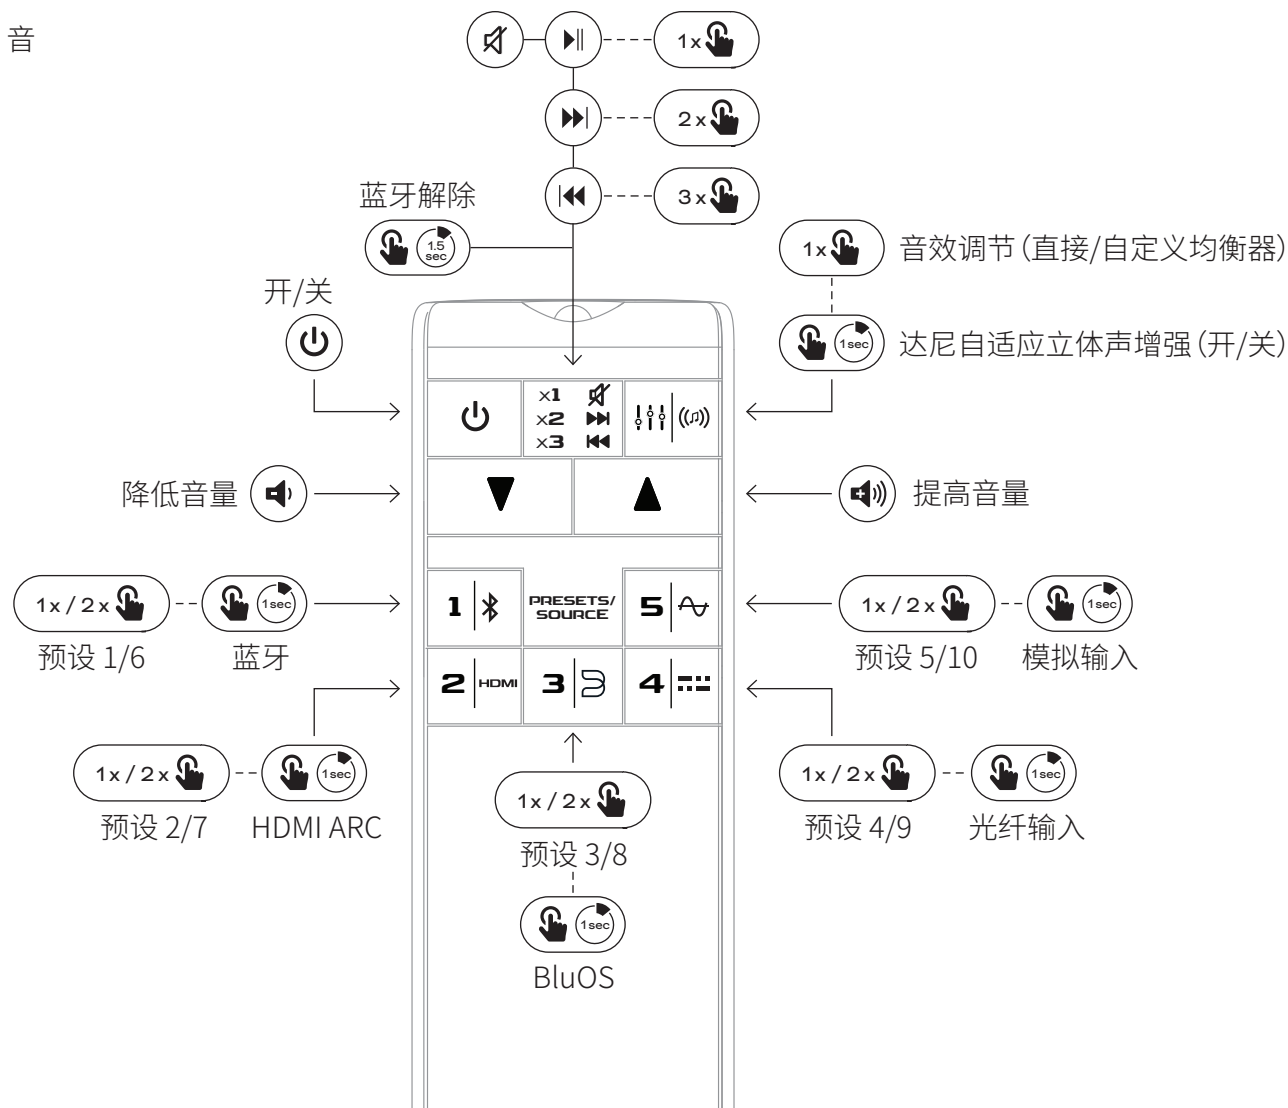 音
1x
2x
3x
蓝牙解除
1.5
sec
1x
音效调节（直接/自定义均衡器）
开/关
1sec
达尼自适应立体声增强（开/关）
x1
x2
x3
降低音量
提高音量
1x / 2x
1sec
1
PRESETS/
SOURCE
5
1x / 2x
1sec
预设 1/6
蓝牙
预设 5/10
模拟输入
2 HDMI
3
4
1x / 2x
1sec
1x / 2x
1x / 2x
1sec
预设 2/7
HDMI ARC
预设 3/8
预设 4/9
光纤输入
1sec
BluOS